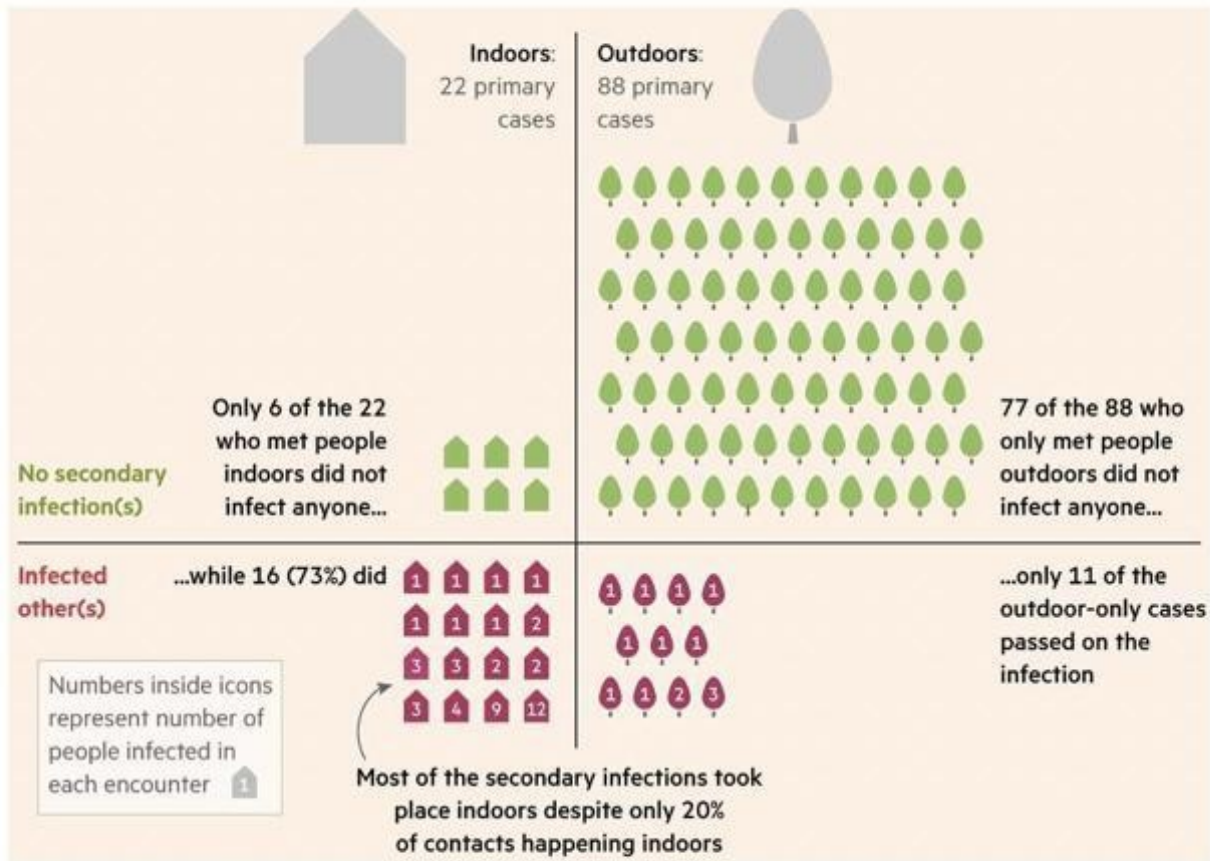 Indoors:
22 primary
cases
Outdoors:
88 primary
cases
Only 6 of the 22
who met people
indoors did not
infect anyone...
No secondary
infection(s)
77 of the 88 who
only met people
outdoors did not
infect anyone...
Infected
other(s)
...while 16 (73%) did
1 1 1 1
1 1 1 2
3 3 2 2
3 4 9 12
1 1 1 1
1 1 1
1 1 2 3
...only 11 of the
outdoor-only cases
passed on the
infection
Numbers inside icons
represent number of
people infected in
each encounter 1
Most of the secondary infections took
place indoors despite only 20%
of contacts happening indoors